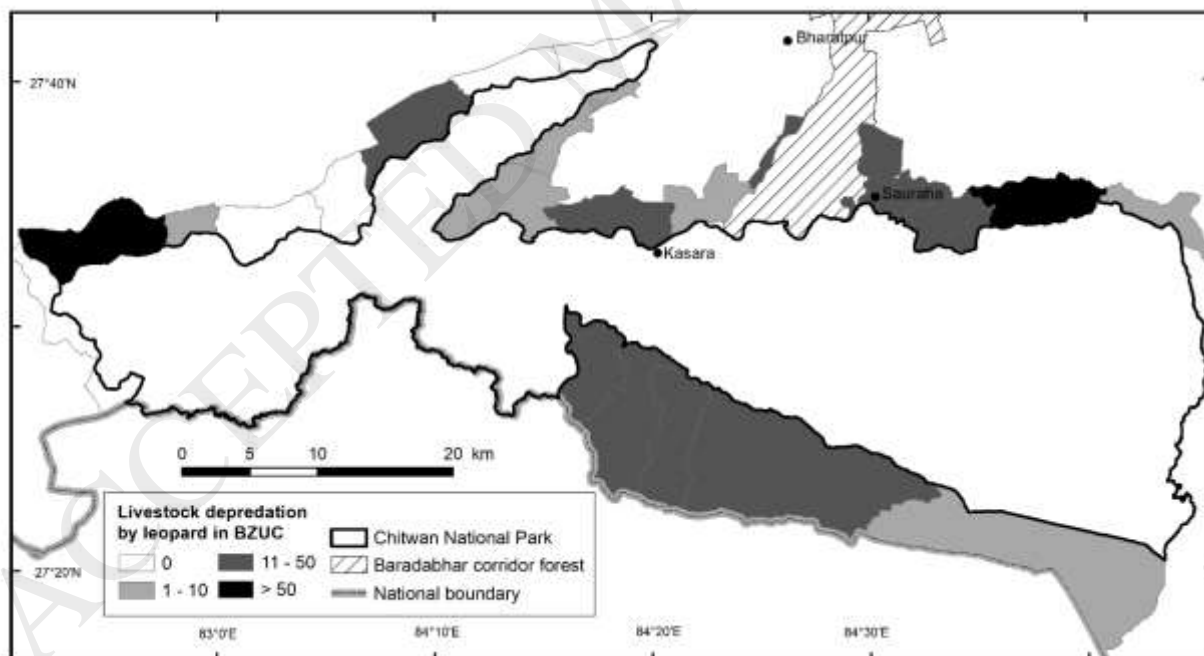 Bharatpur
27°40'N
Sauraha
Kasara
0 5 10 20 km
Livestock depredation
by leopard in BZUC
0
1 - 10
11 - 50
> 50
Chitwan National Park
Baradabhar corridor forest
National boundary
27°20'N
83°0'E
84°10'E
84°20'E
84°30'E
ACCEPTED M